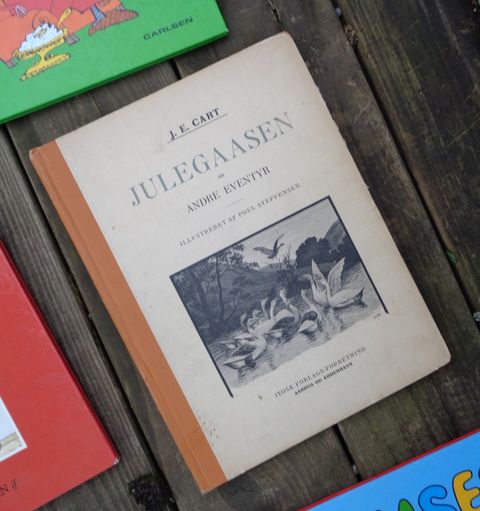 CARLSEN
J. E. CART
JULEGAASEN
OG
ANDRE EVENTYR
ILLUSTRERET AF POUL STEFFENSEN
JYDSK FORLAGS-FORRETNING
AARHUS OG KØBENHAVN